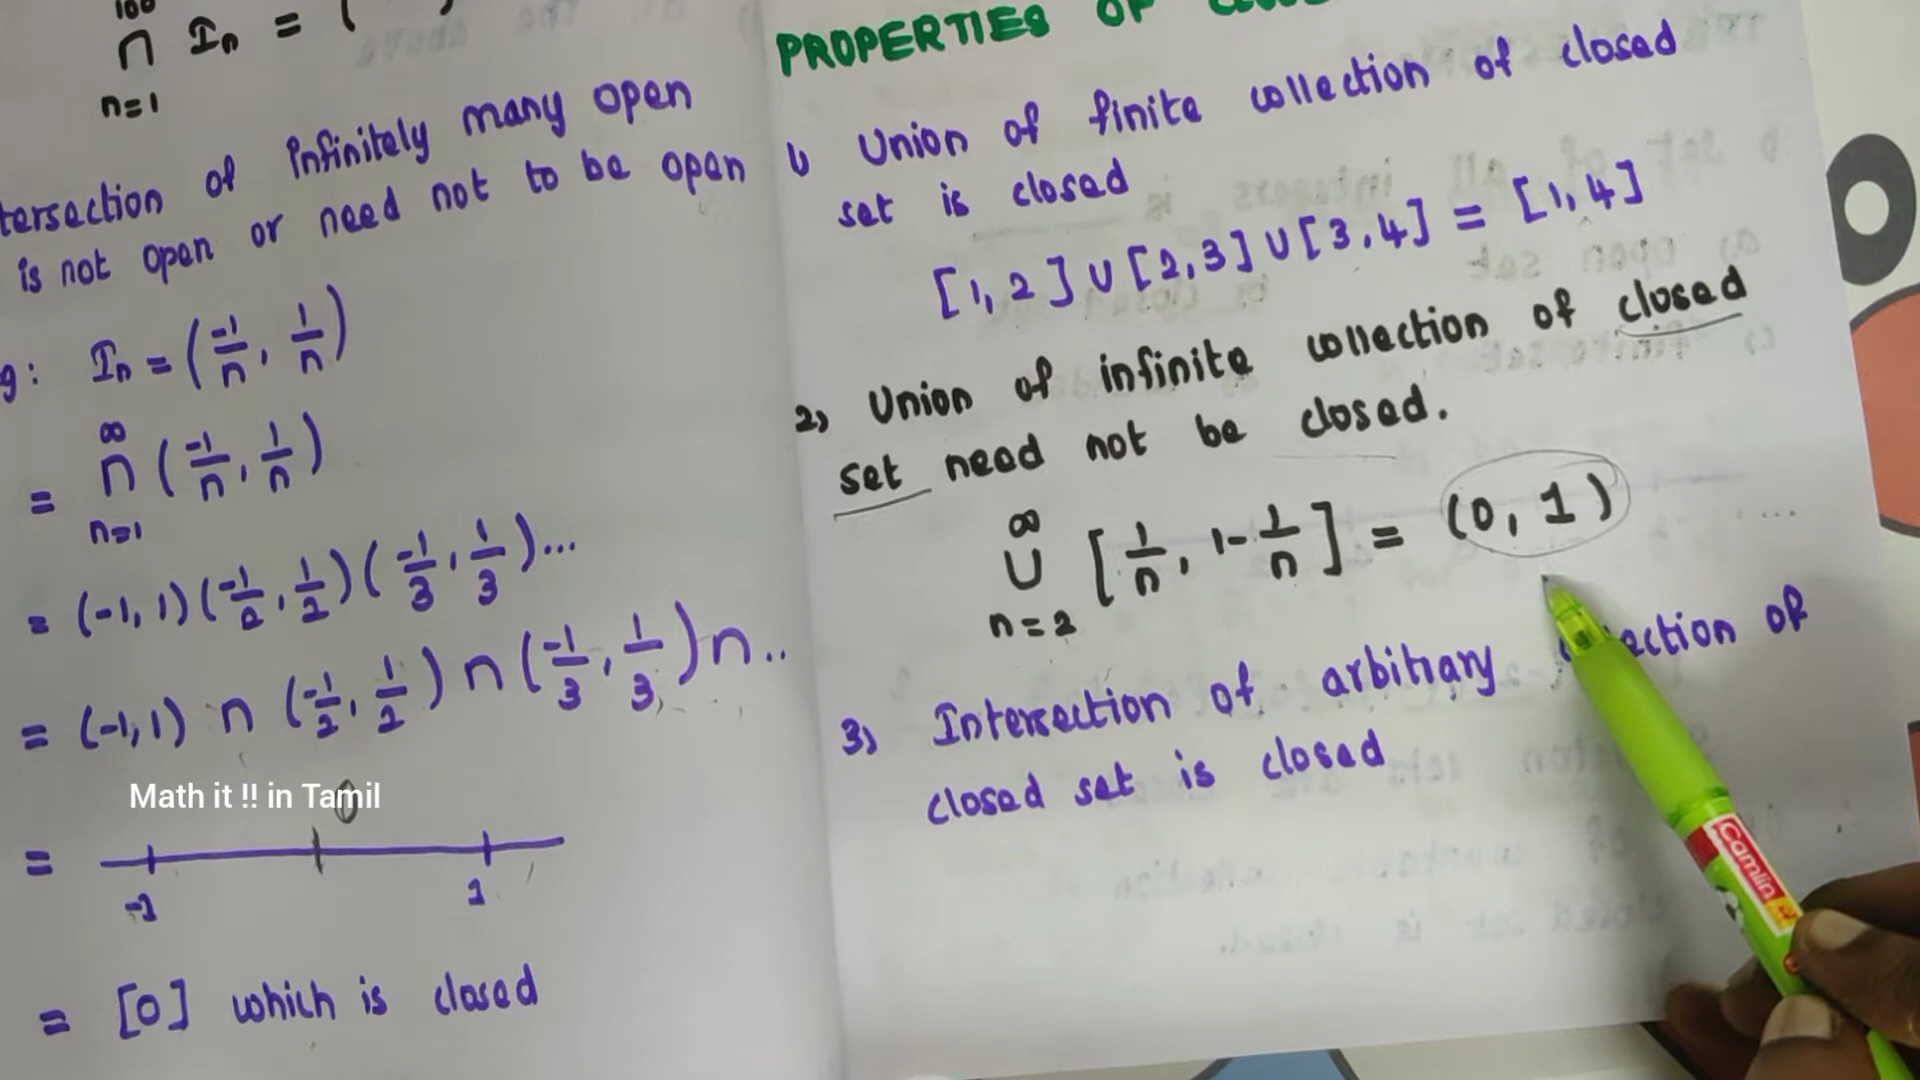 100
∩ In = (
n=1
tersection of Infinitely many open
is not open or need not to be open
g: In = (-1/n, 1/n)
∞
= ∩ (-1/n, 1/n)
n=1
= (-1, 1) (-1/2, 1/2) (-1/3, 1/3) ...
= (-1, 1) ∩ (-1/2, 1/2) ∩ (-1/3, 1/3) ∩ ..
Math it !! in Tamil
0
=
-1 1
= [0] which is closed
PROPERTIES OF
1) Union of finite collection of closed
set is closed
[1, 2] ∪ [2, 3] ∪ [3, 4] = [1, 4]
2) Union of infinite collection of closed
set need not be closed.
∞
∪ [1/n, 1-1/n] = (0, 1)
n=2
3) Intersection of arbitrary ection of
closed set is closed
Camlin